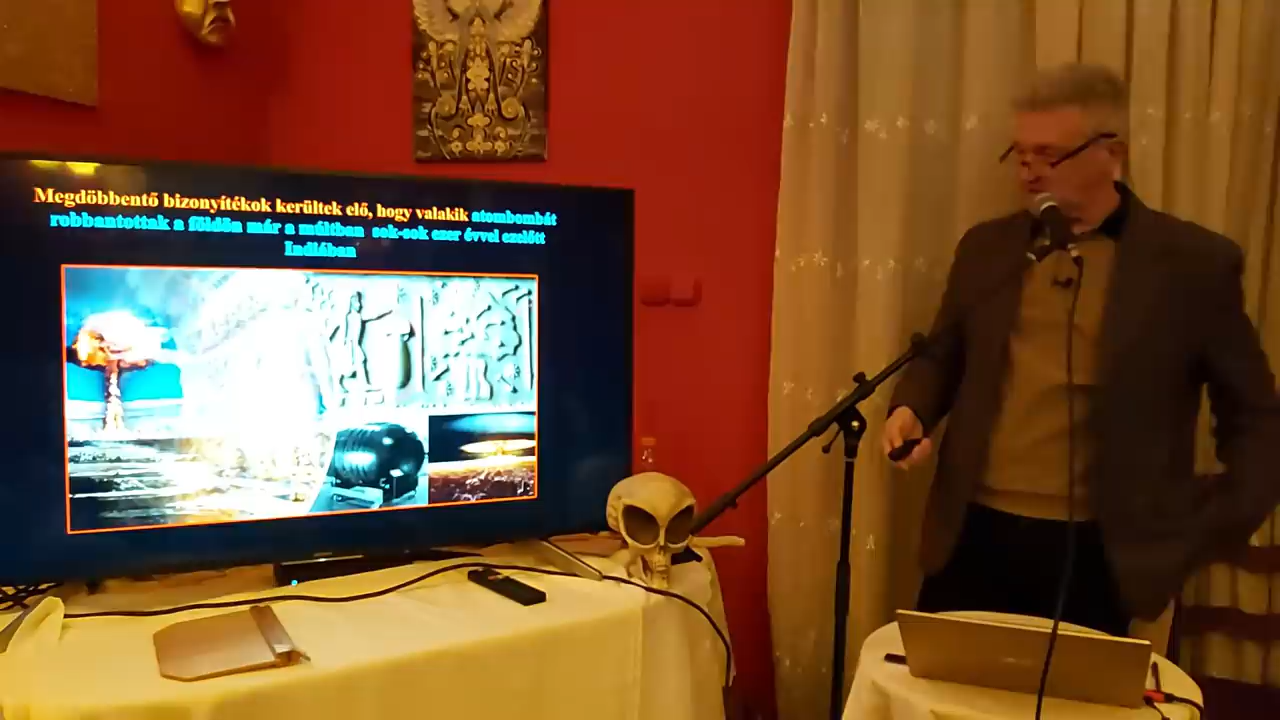 Megdöbbentő bizonyítékok kerültek elő, hogy valakik atombombát
robbantottak a földön már a múltban sok-sok ezer évvel ezelőtt
Indiában